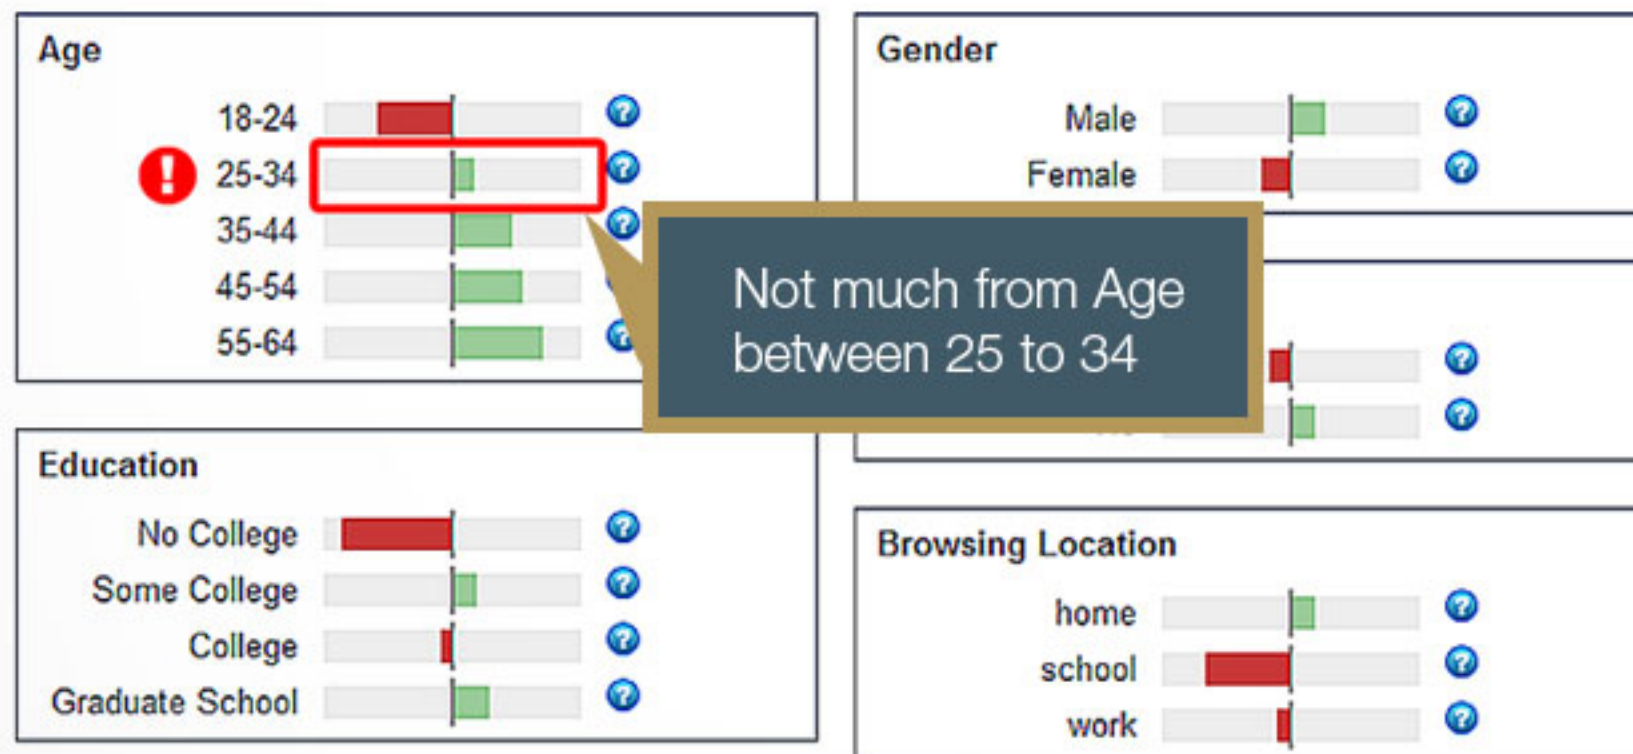 Age
18-24
25-34
35-44
45-54
55-64
Gender
Male
Female
Not much from Age
between 25 to 34
Education
No College
Some College
College
Graduate School
Browsing Location
home
school
work